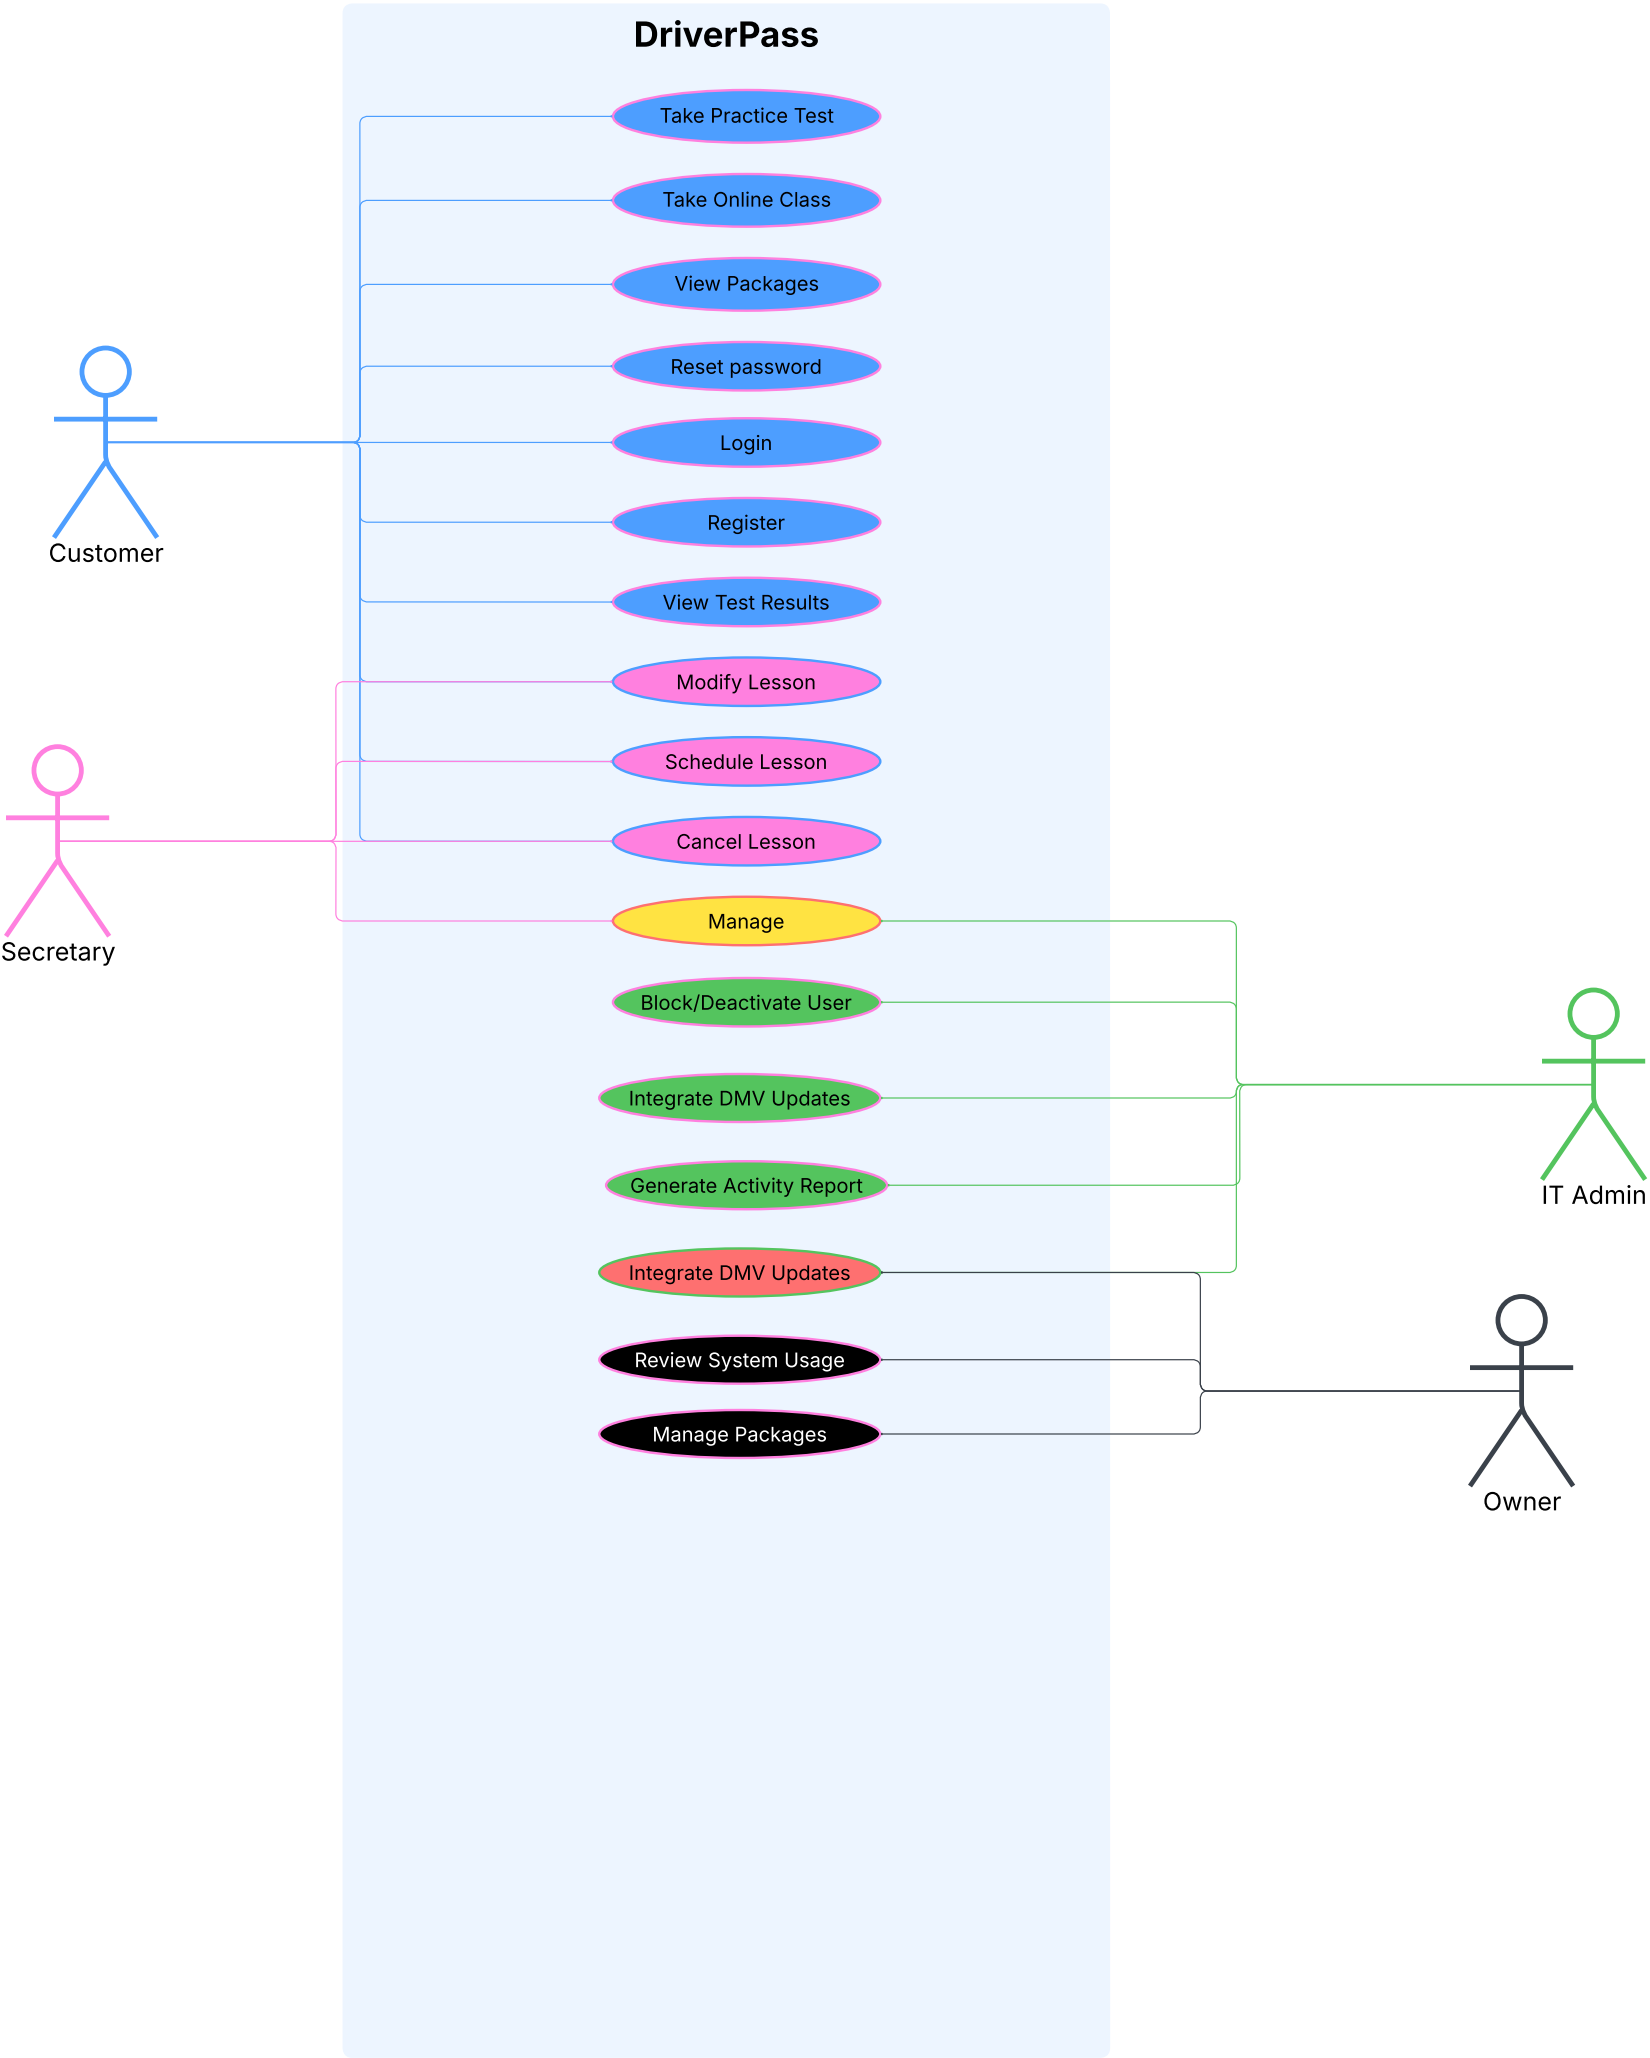 DriverPass
Take Practice Test
Take Online Class
View Packages
Reset password
Login
Register
View Test Results
Modify Lesson
Schedule Lesson
Cancel Lesson
Manage
Block/Deactivate User
Integrate DMV Updates
Generate Activity Report
Integrate DMV Updates
Review System Usage
Manage Packages
Customer
Secretary
IT Admin
Owner